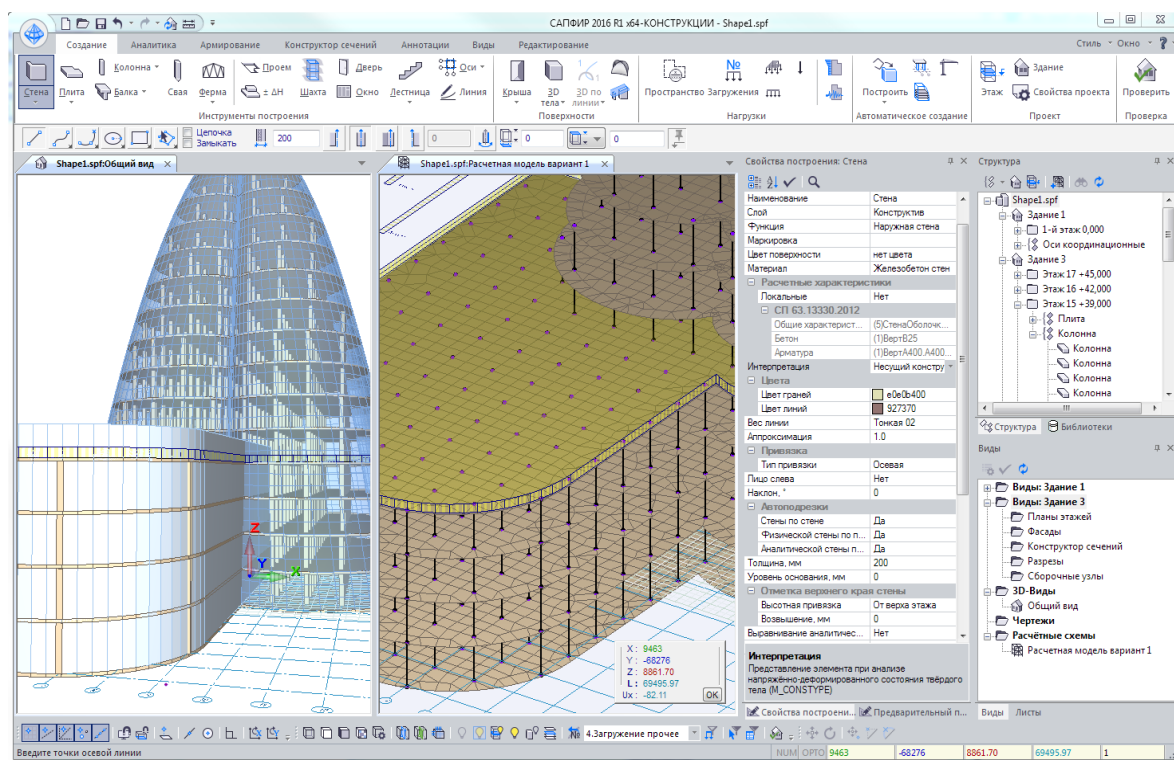 САПФИР 2016 R1 x64-КОНСТРУКЦИИ - Shape1.spf
Создание Аналитика Армирование Конструктор сечений Аннотации Виды Редактирование Стиль Окно ?
Стена Плита Колонна Балка Свая Ферма Проем ± ΔН Шахта Дверь Окно Лестница Оси Линия Крыша 3D тела 3D по линии Пространство Загружения № Построить Этаж Здание Свойства проекта Проверить
Инструменты построения Поверхности Нагрузки Автоматическое создание Проект Проверка
Цепочка
Замыкать 200 0 0 0
Shape1.spf:Общий вид
Shape1.spf:Расчетная модель вариант 1
Z
Y
X
X : 9463
Y : -68276
Z : 8861.70
L : 69495.97
Ux : -82.11 OK
Свойства построения: Стена
Наименование Стена
Слой Конструктив
Функция Наружная стена
Маркировка
Цвет поверхности нет цвета
Материал Железобетон стен
Расчетные характеристики
Локальные Нет
СП 63.13330.2012
Общие характерист... (5)СтенаОболочк...
Бетон (1)ВертВ25
Арматура (1)ВертА400.А400...
Интерпретация Несущий констру
Цвета
Цвет граней e0e0b400
Цвет линий 927370
Вес линии Тонкая 02
Аппроксимация 1.0
Привязка
Тип привязки Осевая
Лицо слева Нет
Наклон, ° 0
Автоподрезки
Стены по стене Да
Физической стены по п... Да
Аналитической стены п... Да
Толщина, мм 200
Уровень основания, мм 0
Отметка верхнего края стены
Высотная привязка От верха этажа
Возвышение, мм 0
Выравнивание аналитичес... Нет
Интерпретация
Представление элемента при анализе
напряжённо-деформированного состояния твёрдого
тела (M_CONSTYPE)
Свойства построени... Предварительный п...
Структура
Shape1.spf
Здание 1
1-й этаж 0,000
Оси координационные
Здание 3
Этаж 17 +45,000
Этаж 16 +42,000
Этаж 15 +39,000
Плита
Колонна
Колонна
Колонна
Колонна
Колонна
Структура Библиотеки
Виды
Виды: Здание 1
Виды: Здание 3
Планы этажей
Фасады
Конструктор сечений
Разрезы
Сборочные узлы
3D-Виды
Общий вид
Чертежи
Расчётные схемы
Расчетная модель вариант 1
Виды Листы
№ 4.Загружение прочее
Введите точки осевой линии NUM ОРТО 9463 -68276 8861.70 69495.97 1